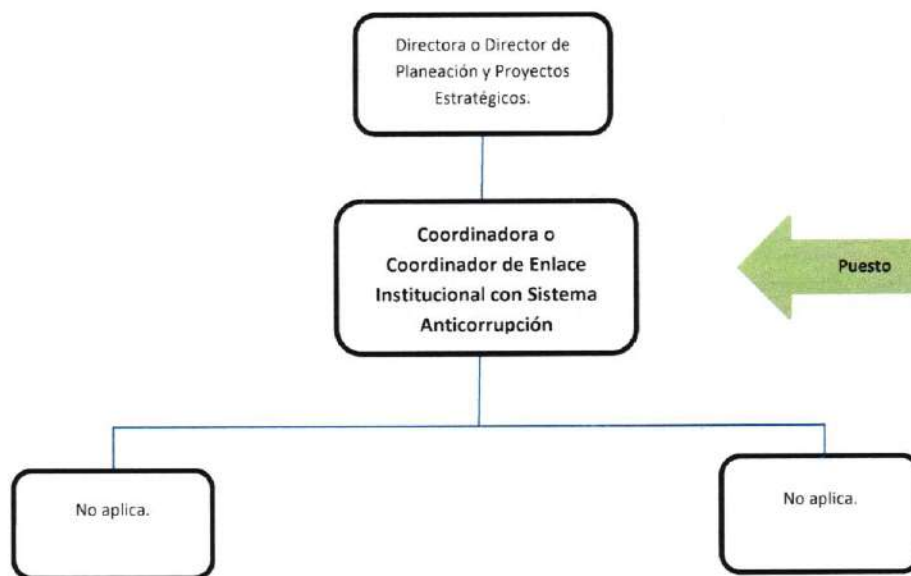 Directora o Director de
Planeación y Proyectos
Estratégicos.
Coordinadora o
Coordinador de Enlace
Institucional con Sistema
Anticorrupción
Puesto
No aplica.
No aplica.